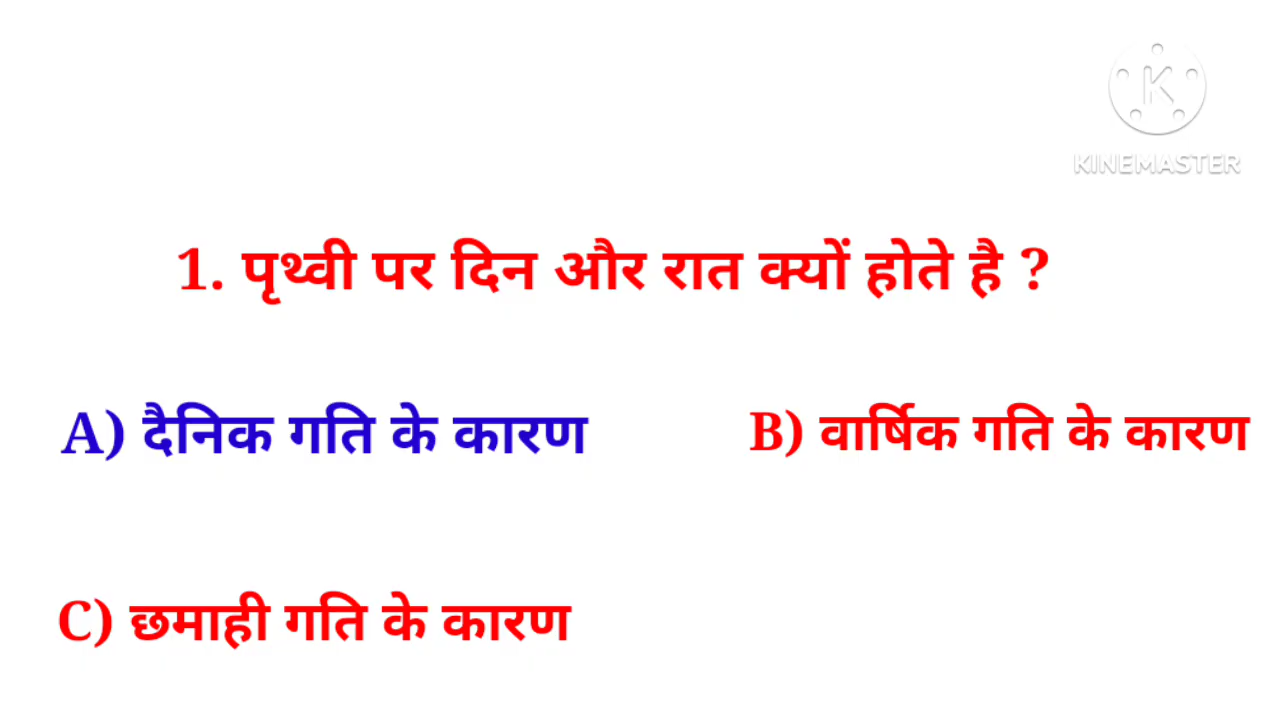 KINEMASTER
1. पृथ्वी पर दिन और रात क्यों होते है ?
A) दैनिक गति के कारण
B) वार्षिक गति के कारण
C) छमाही गति के कारण